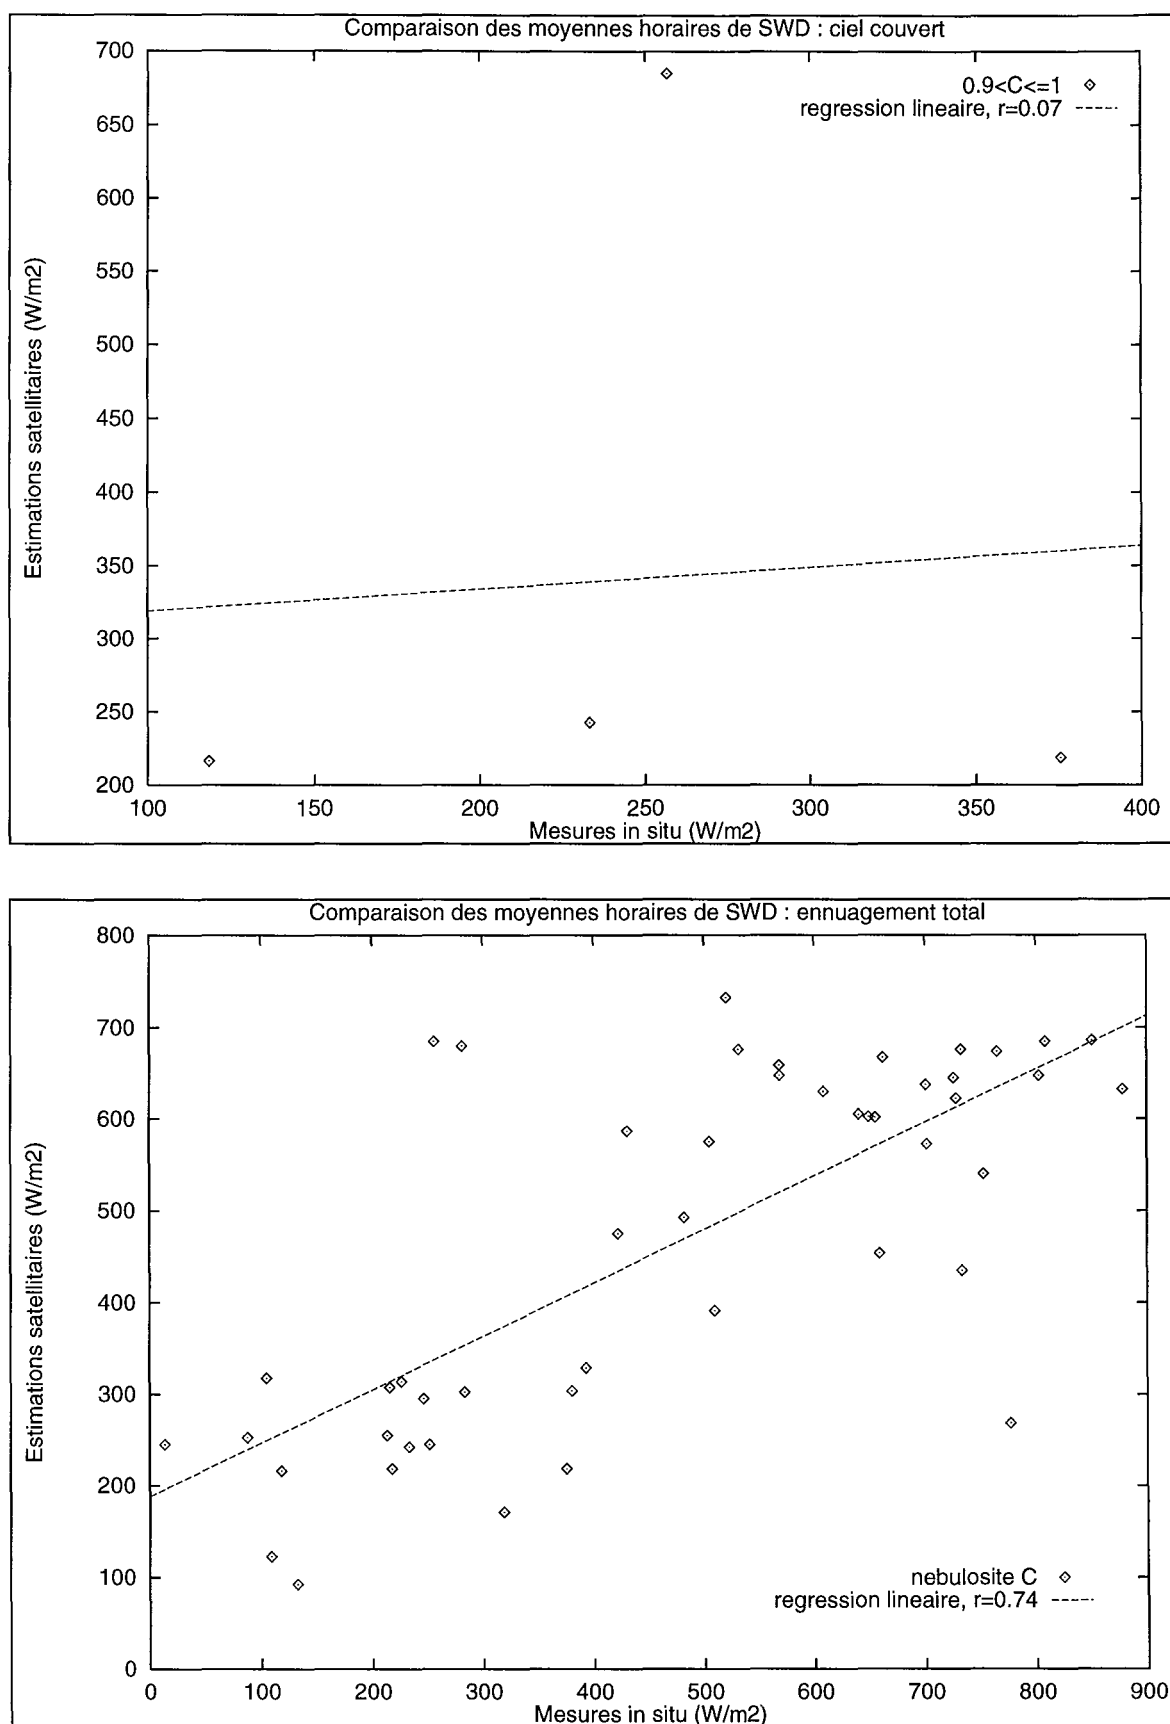 Comparaison des moyennes horaires de SWD : ciel couvert
700
650
600
550
500
450
400
350
300
250
200
Estimations satellitaires (W/m2)
0.9<C<=1
regression lineaire, r=0.07
100 150 200 250 300 350 400
Mesures in situ (W/m2)
Comparaison des moyennes horaires de SWD : ennuagement total
800
700
600
500
400
300
200
100
0
Estimations satellitaires (W/m2)
nebulosite C
regression lineaire, r=0.74
0 100 200 300 400 500 600 700 800 900
Mesures in situ (W/m2)